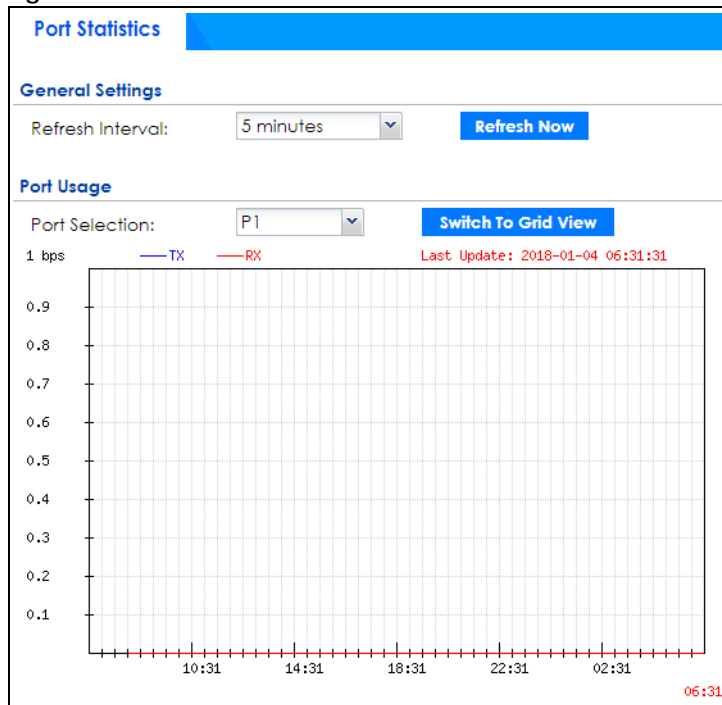 Port Statistics
General Settings
Refresh Interval: 5 minutes Refresh Now
Port Usage
Port Selection: P1 Switch To Grid View
1 bps TX RX Last Update: 2018-01-04 06:31:31
0.9
0.8
0.7
0.6
0.5
0.4
0.3
0.2
0.1
10:31 14:31 18:31 22:31 02:31
06:31